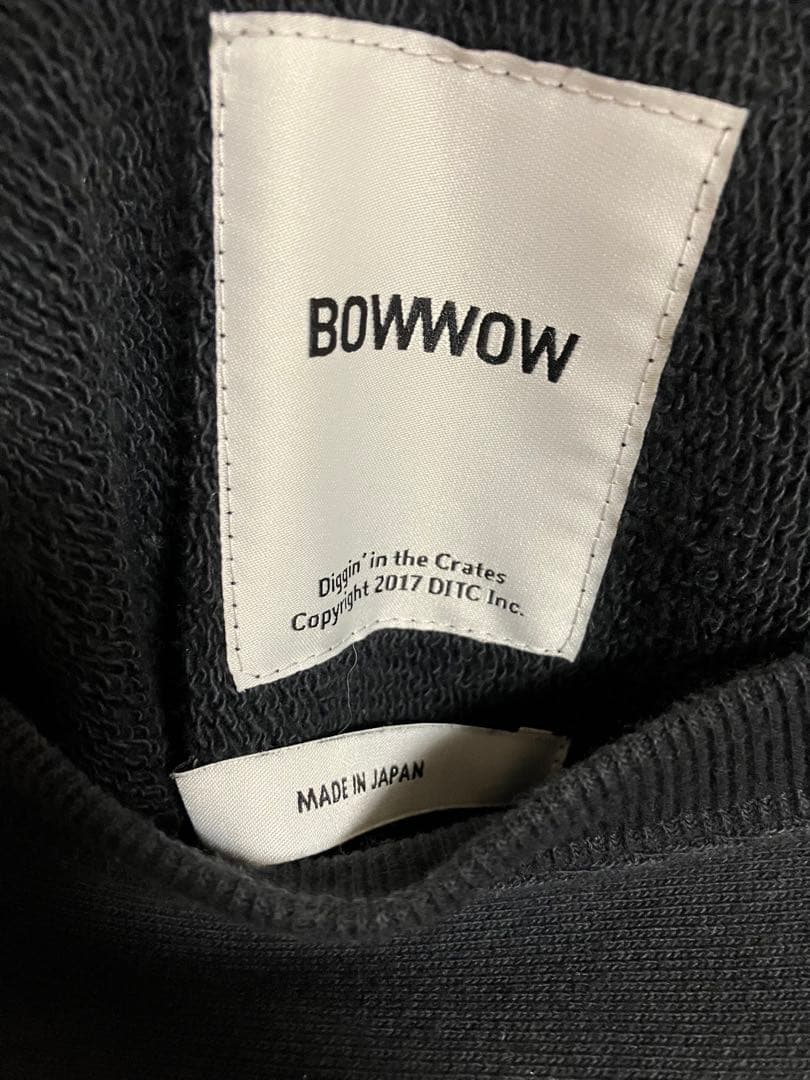 BOWWOW
Diggin' in the Crates
Copyright 2017 DITC Inc.
MADE IN JAPAN